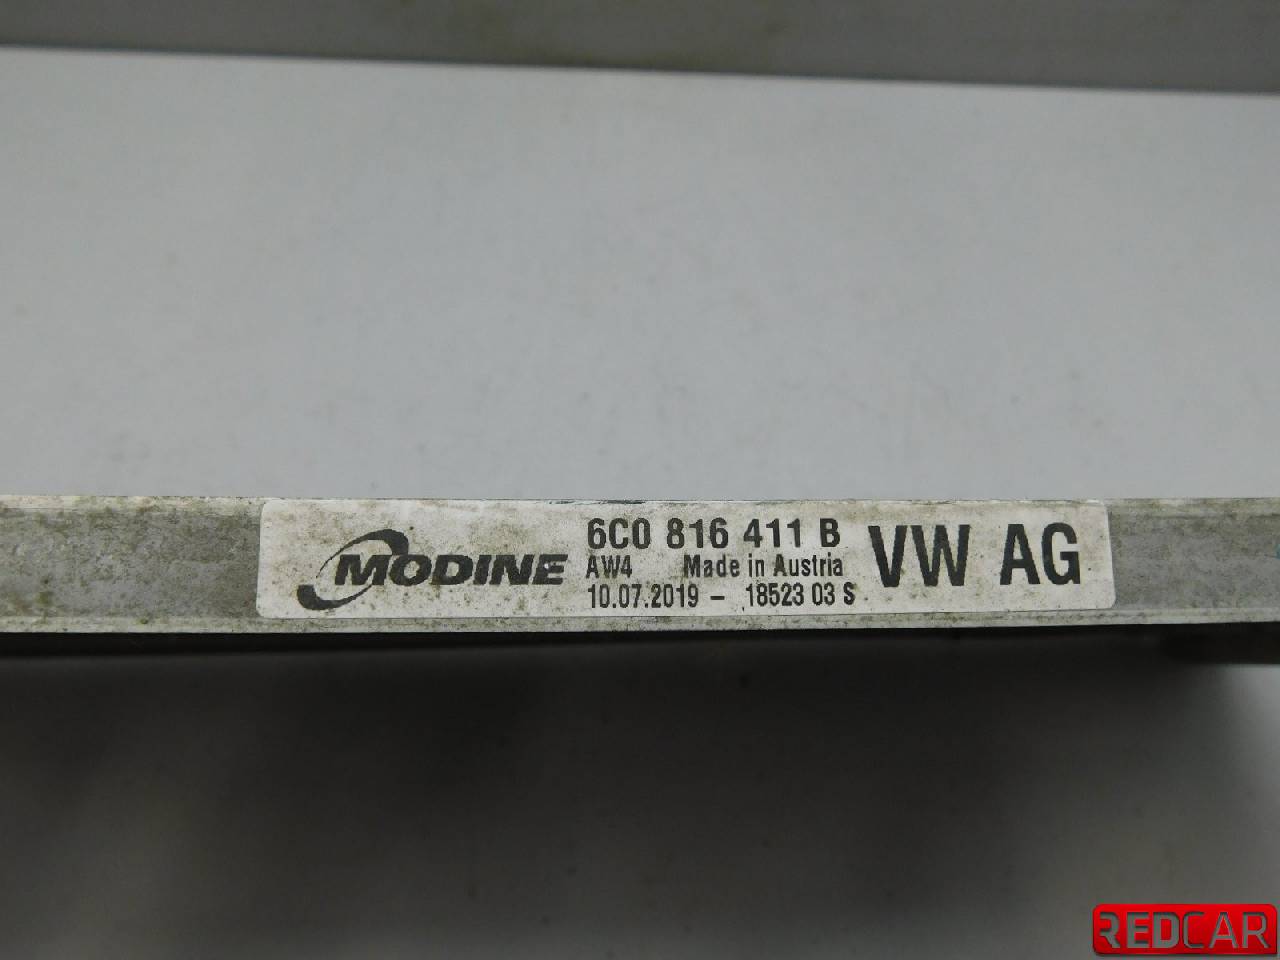 MODINE
6C0 816 411 B
AW4 Made in Austria
10.07.2019 - 18523 03 S
VW AG
REDCAR